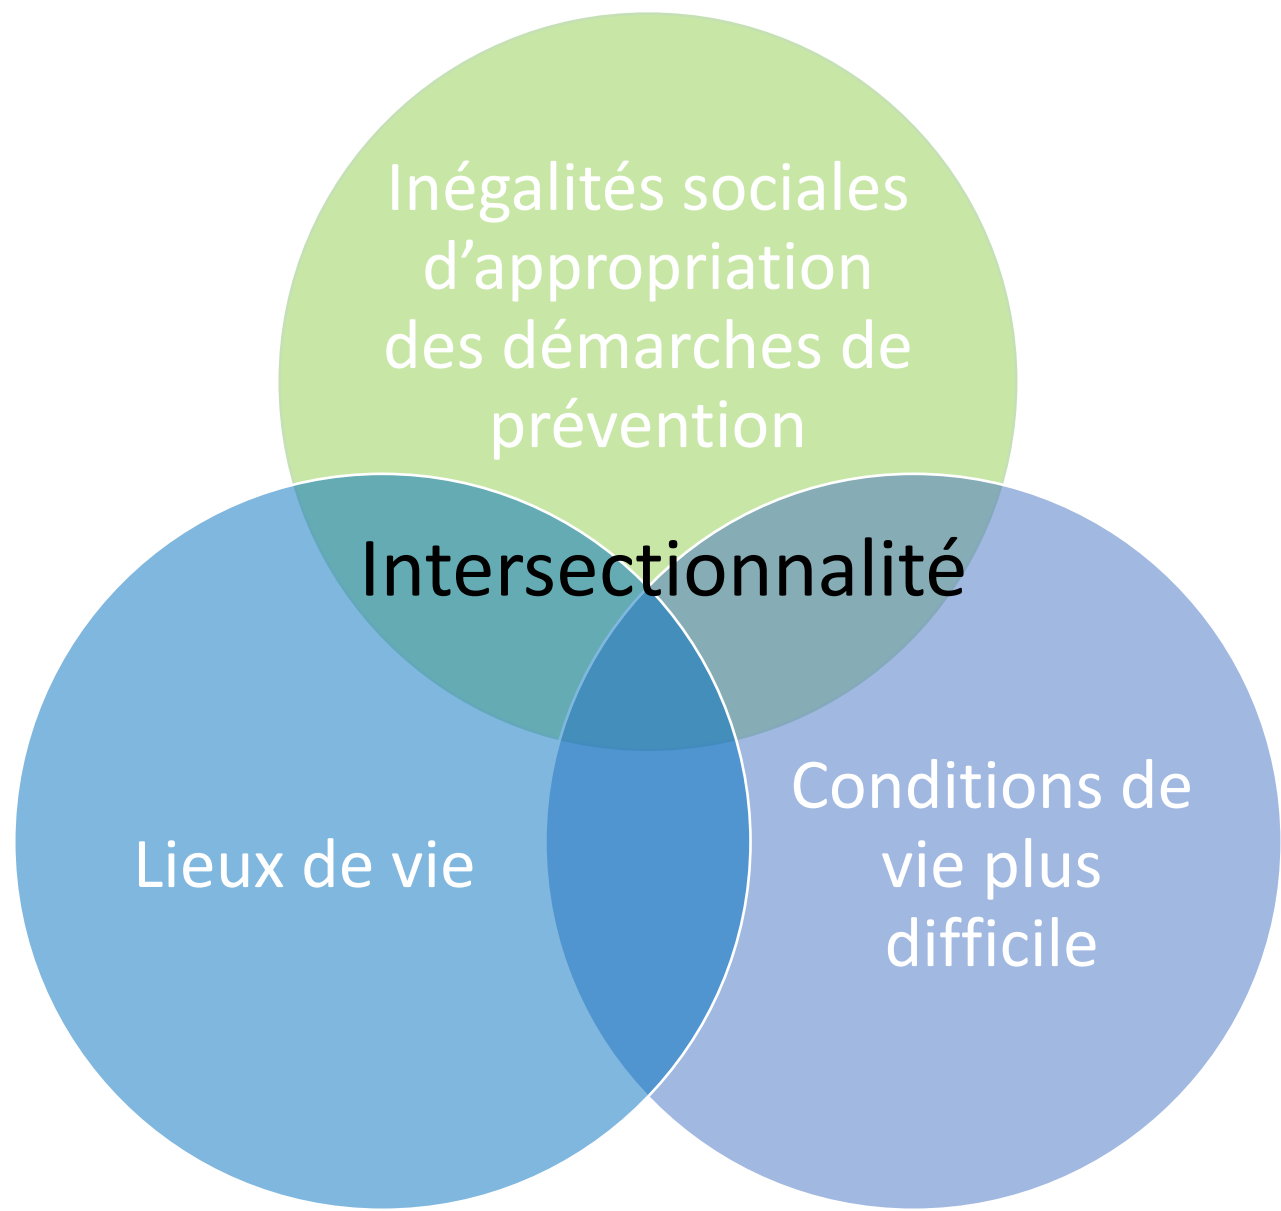 Inégalités sociales
d’appropriation
des démarches de
prévention
Intersectionnalité
Lieux de vie
Conditions de
vie plus
difficile